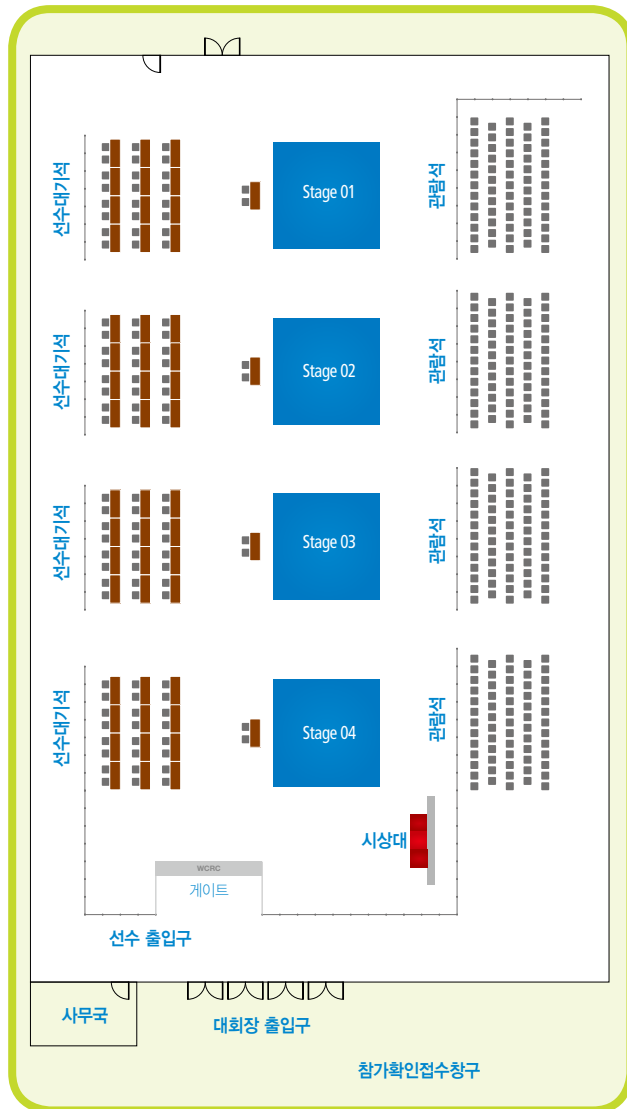 선수대기석
Stage 01
관람석
선수대기석
Stage 02
관람석
선수대기석
Stage 03
관람석
선수대기석
Stage 04
관람석
시상대
WCRC
게이트
선수 출입구
사무국
대회장 출입구
참가확인접수창구